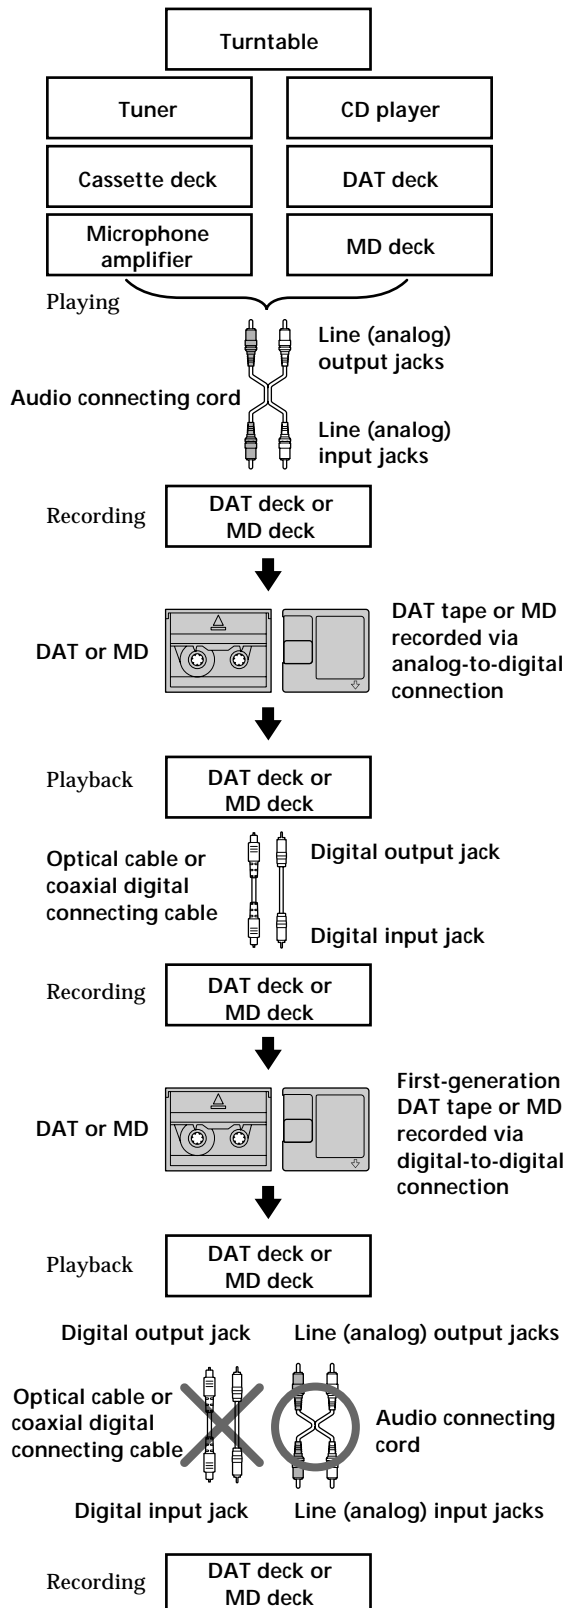 Turntable
Tuner
CD player
Cassette deck
DAT deck
Microphone
amplifier
MD deck
Playing
Line (analog)
output jacks
Audio connecting cord
Line (analog)
input jacks
Recording
DAT deck or
MD deck
DAT or MD
DAT tape or MD
recorded via
analog-to-digital
connection
Playback
DAT deck or
MD deck
Optical cable or
coaxial digital
connecting cable
Digital output jack
Digital input jack
Recording
DAT deck or
MD deck
DAT or MD
First-generation
DAT tape or MD
recorded via
digital-to-digital
connection
Playback
DAT deck or
MD deck
Digital output jack
Line (analog) output jacks
Optical cable or
coaxial digital
connecting cable
Audio connecting
cord
Digital input jack
Line (analog) input jacks
Recording
DAT deck or
MD deck